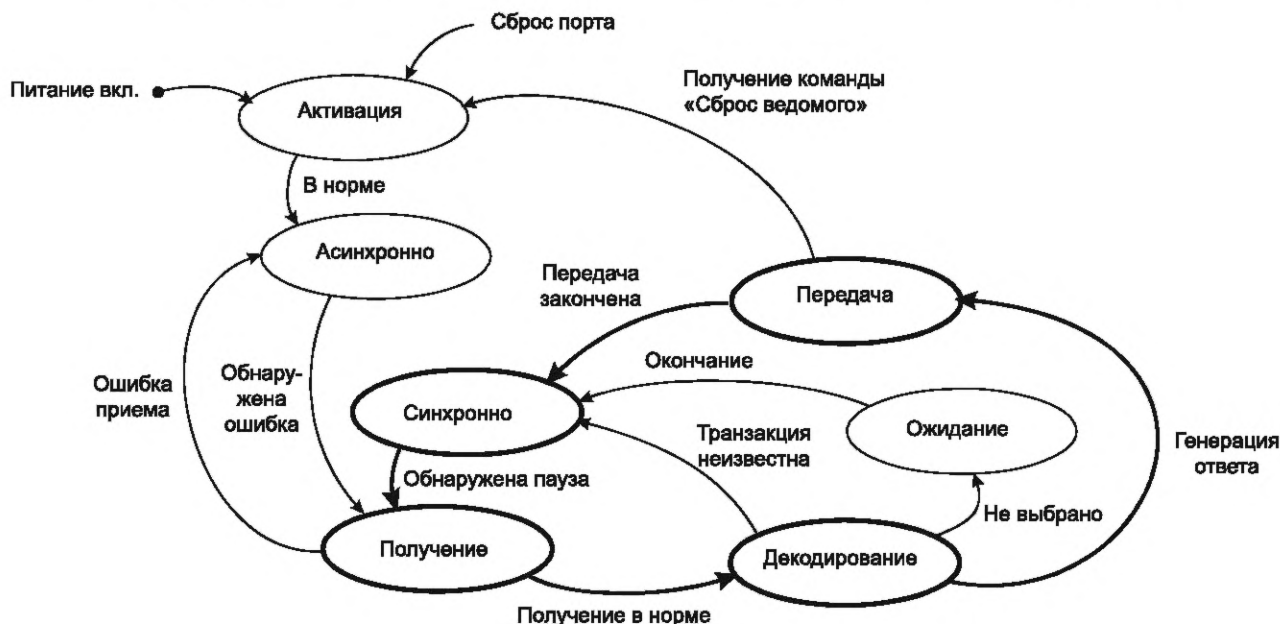 Сброс порта
Питание вкл.
Активация
Получение команды
«Сброс ведомого»
В норме
Асинхронно
Передача
закончена
Передача
Окончание
Ошибка
приема
Обнару-
жена
ошибка
Синхронно
Транзакция
неизвестна
Ожидание
Генерация
ответа
Обнаружена пауза
Не выбрано
Получение
Декодирование
Получение в норме